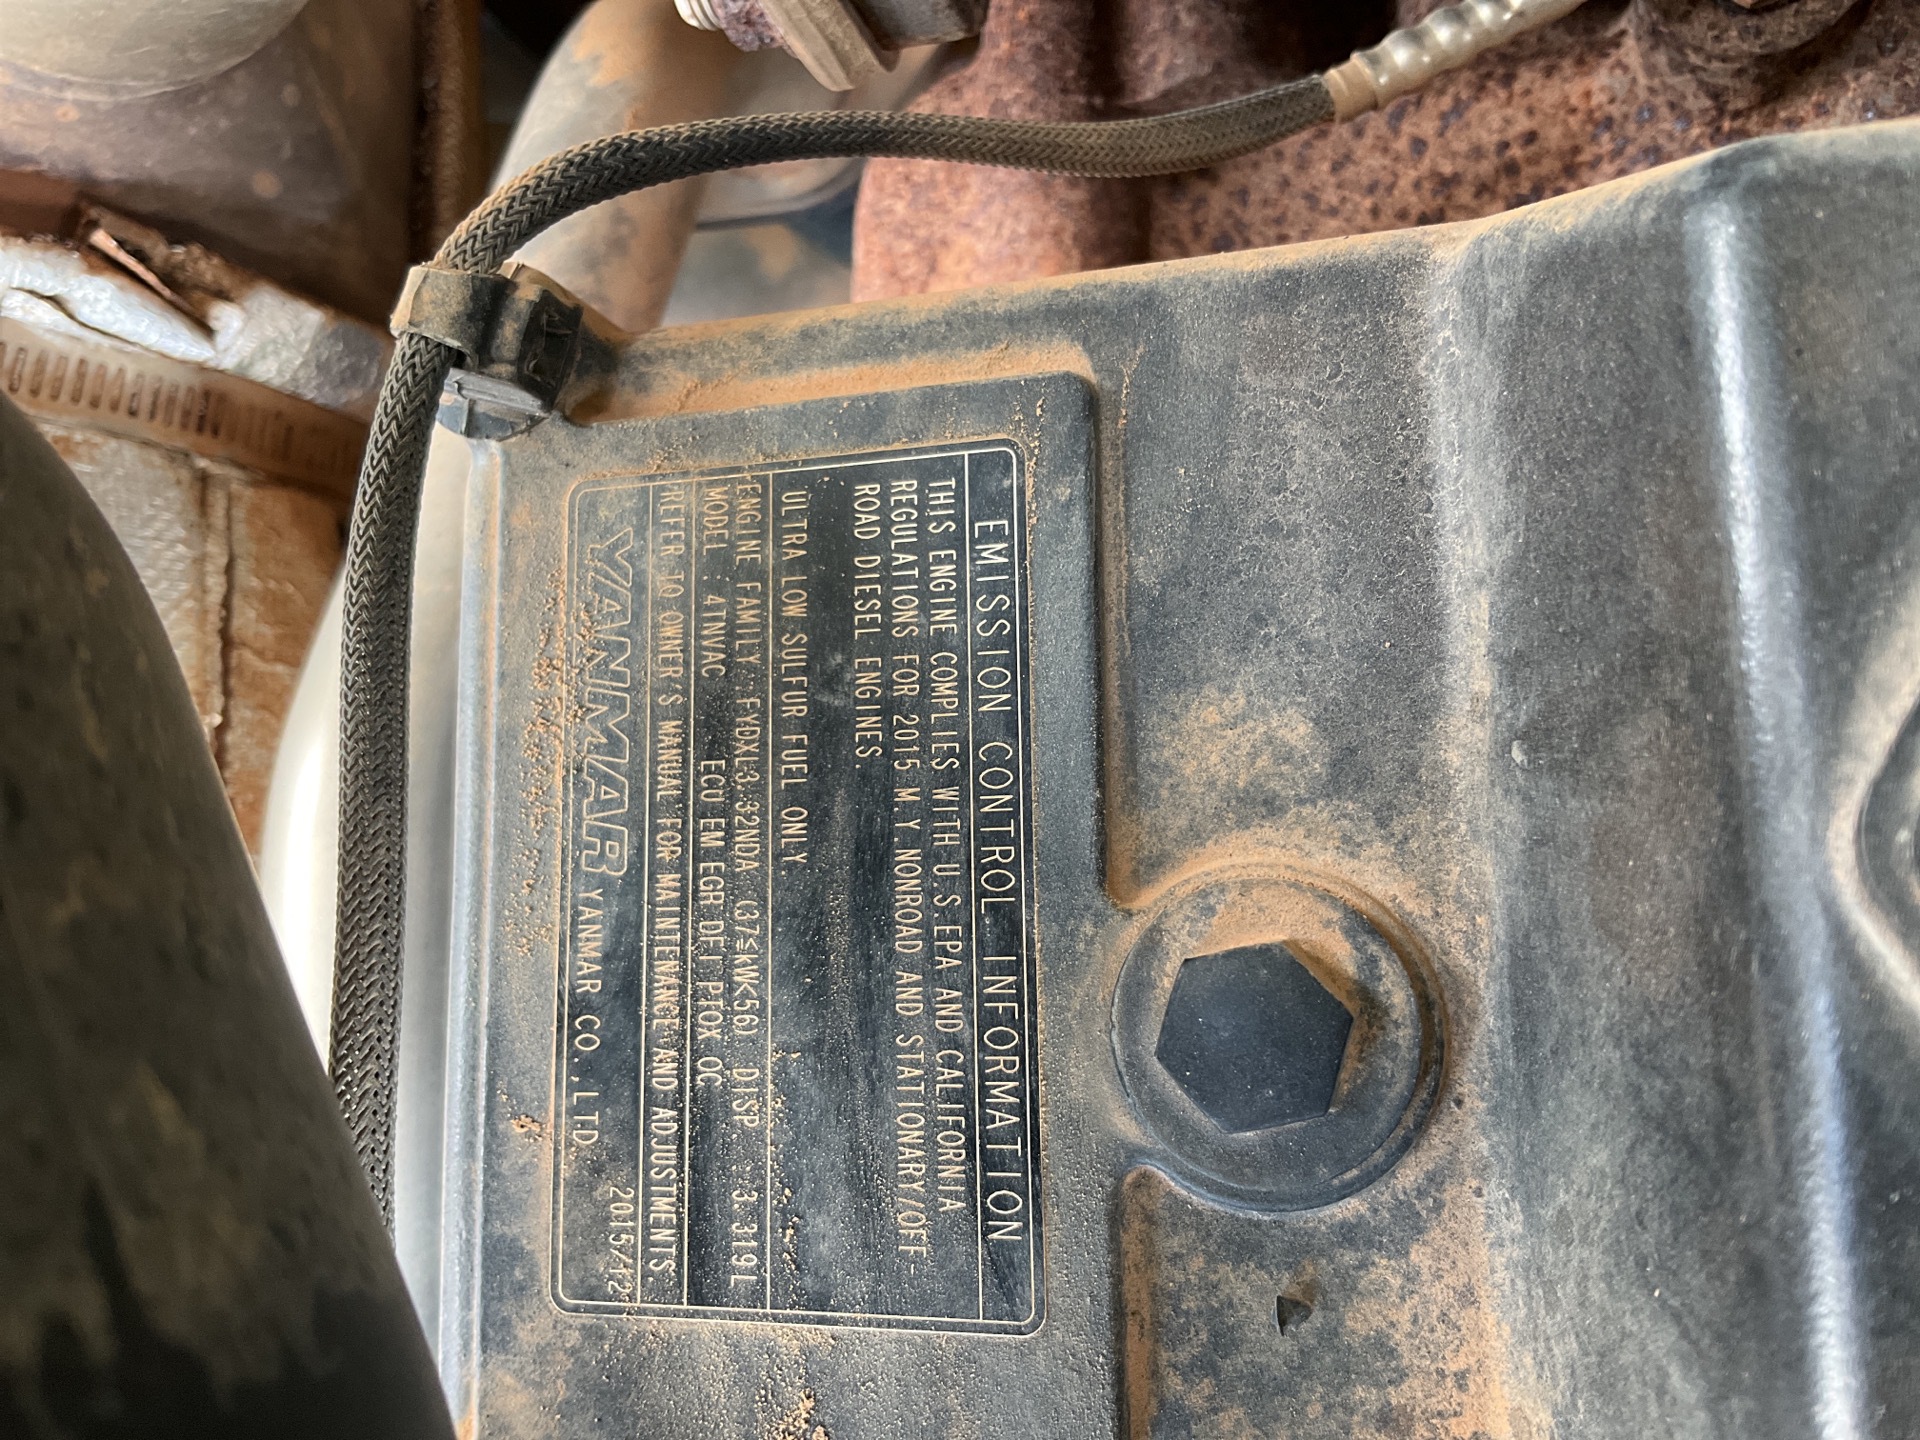 EMISSION CONTROL INFORMATION
THIS ENGINE COMPLIES WITH U.S.EPA AND CALIFORNIA
REGULATIONS FOR 2015 M.Y.NONROAD AND STATIONARY/OFF-
ROAD DIESEL ENGINES
ULTRA LOW SULFUR FUEL ONLY.
ENGINE FAMILY: FYDXL3.32NDA (37≤kW<56) DISP. 3.319L
MODEL : 4TNVAC ECU EM EGR DFI PTOX OC
REFER TO OWNER'S MANUAL FOR MAINTENANCE AND ADJUSTMENTS.
YANMAR YANMAR CO.,LTD. 2015/12